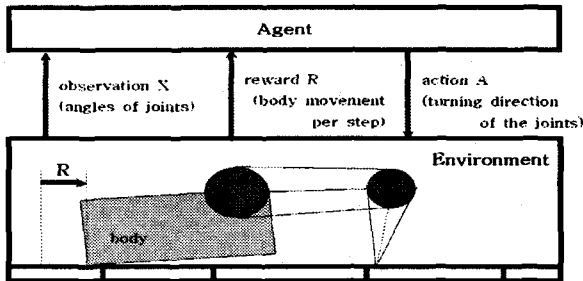 Agent
observation X
(angles of joints)
reward R
(body movement
per step)
action A
(turning direction
of the joints)
Environment
R
body